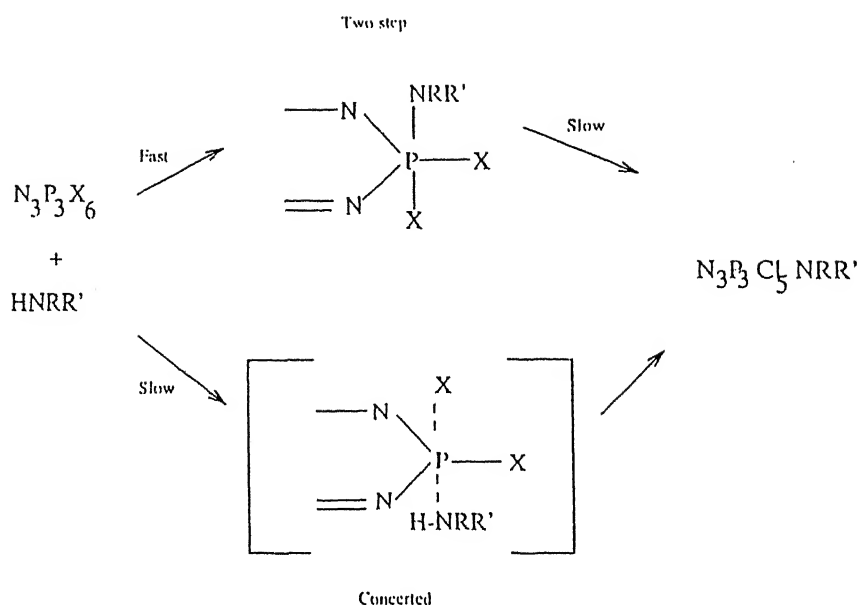 Two step
NRR'
N
Fast
P
X
Slow
N
X
N₃P₃X₆
+
HNRR'
N₃P₃Cl₅NRR'
Slow
X
N
P
X
N
H-NRR'
Concerted